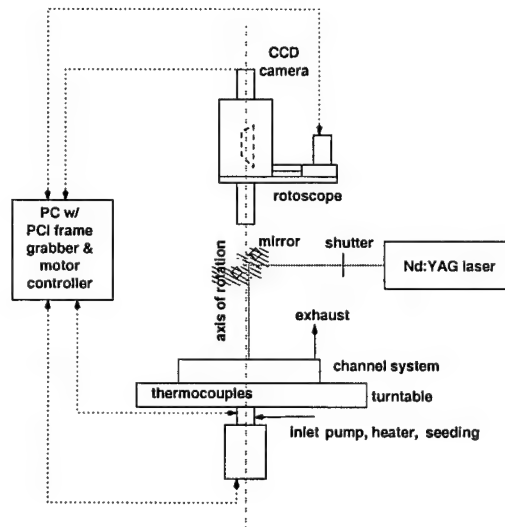 CCD
camera
rotoscope
PC w/
PCI frame
grabber &
motor
controller
mirror
shutter
Nd:YAG laser
axis of rotation
exhaust
channel system
thermocouples
turntable
inlet pump, heater, seeding